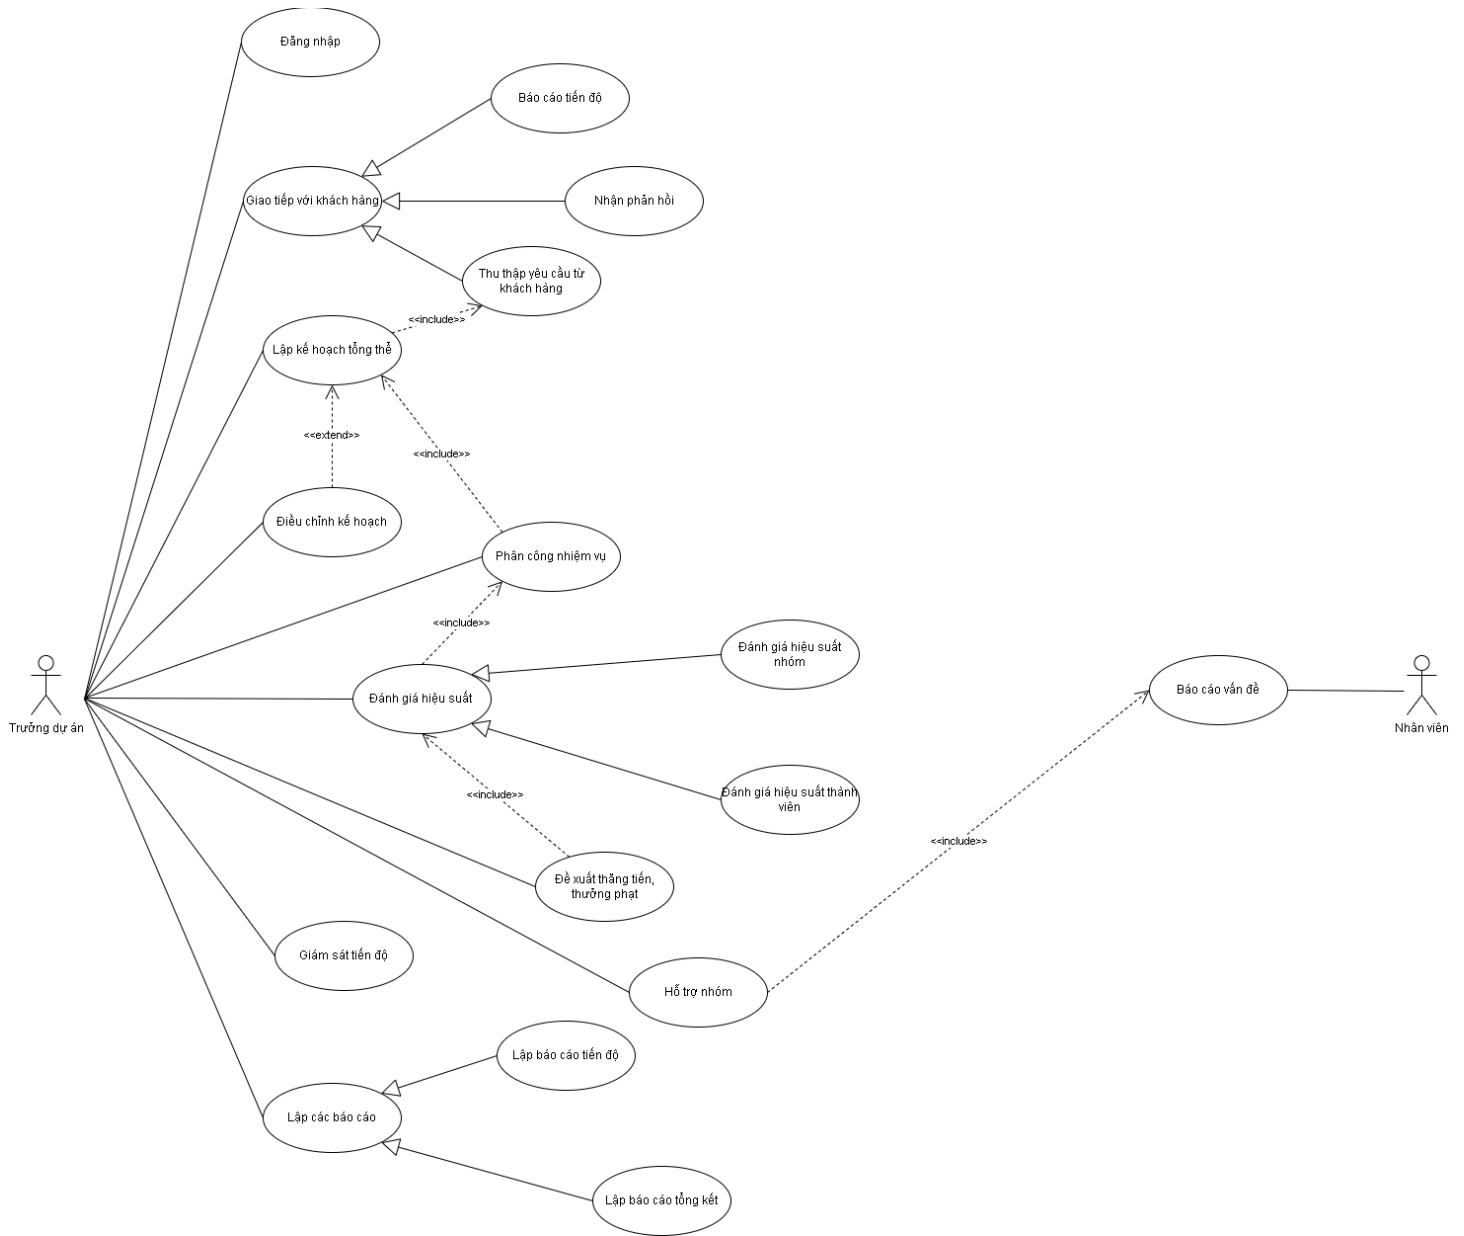 Đăng nhập
Báo cáo tiến độ
Giao tiếp với khách hàng
Nhận phản hồi
Thu thập yêu cầu từ
khách hàng
<<include>>
Lập kế hoạch tổng thể
<<extend>>
<<include>>
Điều chỉnh kế hoạch
Phân công nhiệm vụ
<<include>>
Đánh giá hiệu suất
nhóm
Đánh giá hiệu suất
Báo cáo vấn đề
Trưởng dự án
Nhân viên
<<include>>
Đánh giá hiệu suất thành
viên
<<include>>
Đề xuất thăng tiến,
thưởng phạt
Giám sát tiến độ
Hỗ trợ nhóm
Lập báo cáo tiến độ
Lập các báo cáo
Lập báo cáo tổng kết